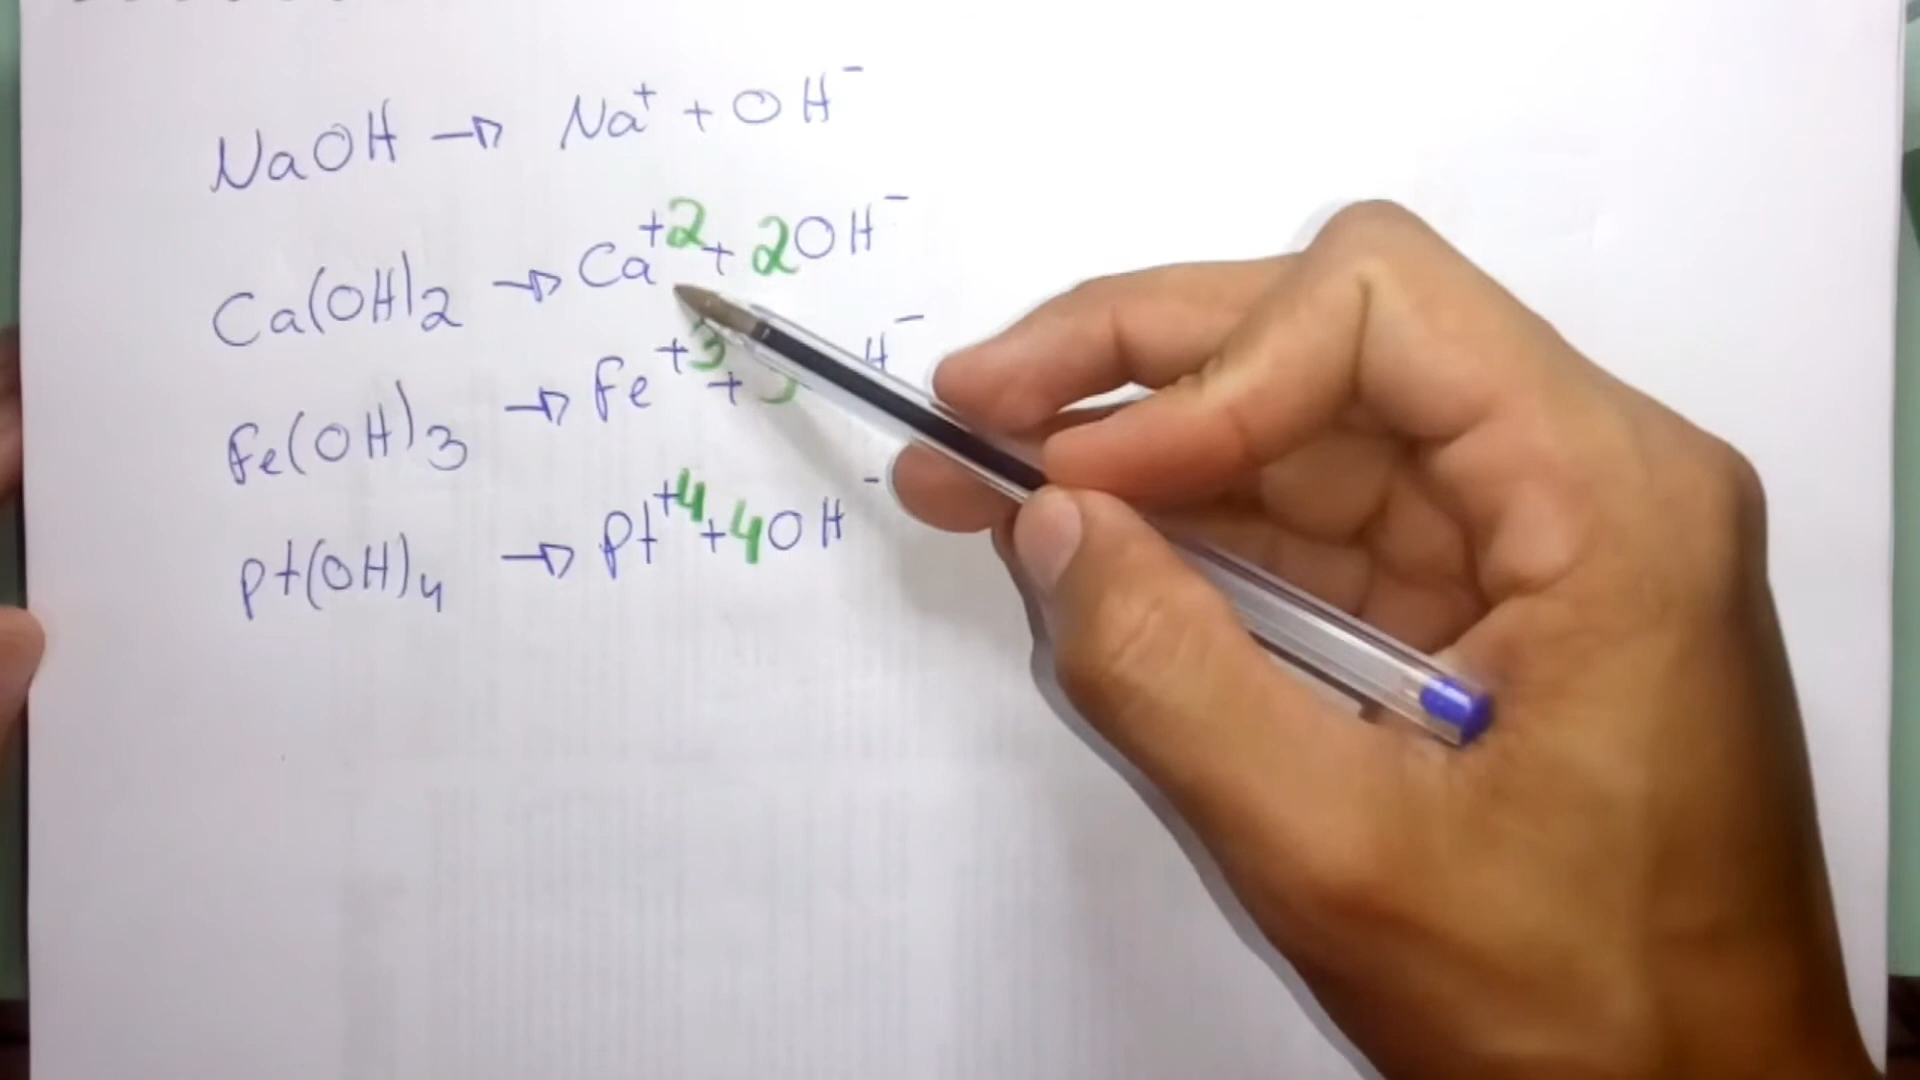 NaOH → Na⁺ + OH⁻
Ca(OH)2 → Ca⁺² + 2OH⁻
Fe(OH)3 → Fe⁺³ + 3 H⁻
Pt(OH)4 → Pt⁺⁴ + 4OH⁻